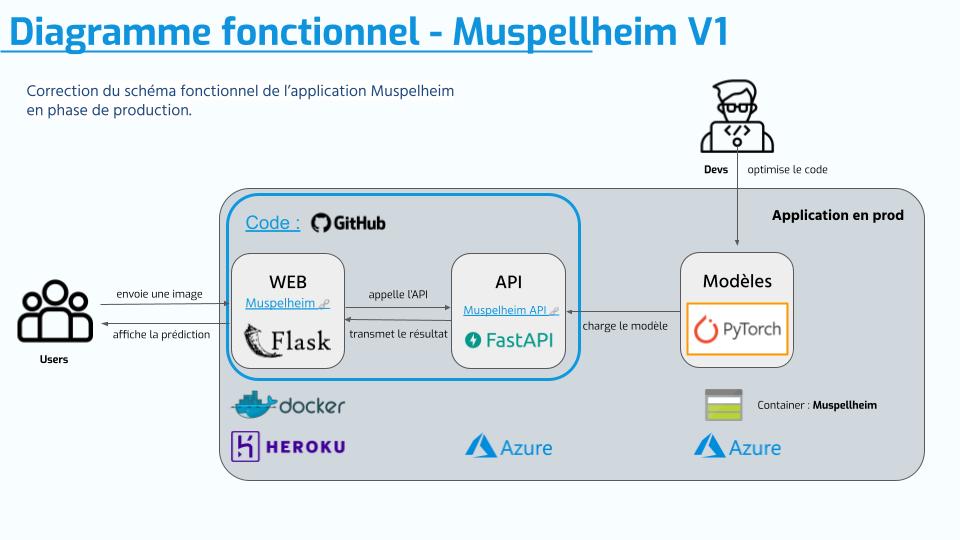 Diagramme fonctionnel - Muspellheim V1
Correction du schéma fonctionnel de l'application Muspelheim
en phase de production.
</>
Devs
optimise le code
Application en prod
Code :
GitHub
WEB
Muspelheim
Flask
API
Muspelheim API
FastAPI
Modèles
PyTorch
envoie une image
affiche la prédiction
Users
appelle l'API
transmet le résultat
charge le modèle
docker
HEROKU
Azure
Container : Muspellheim
Azure